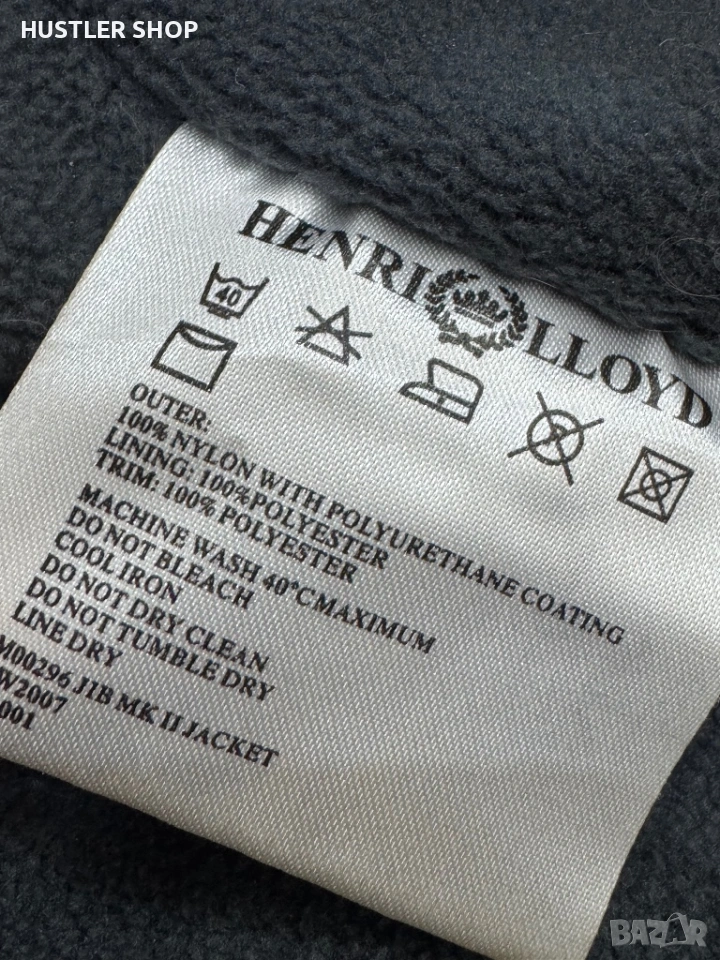 HUSTLER SHOP
HENRI LLOYD
40
P
OUTER:
100% NYLON WITH POLYURETHANE COATING
LINING: 100%POLYESTER
TRIM: 100% POLYESTER
MACHINE WASH 40°CMAXIMUM
DO NOT BLEACH
COOL IRON
DO NOT DRY CLEAN
DO NOT TUMBLE DRY
LINE DRY
M00296 JIB MK II JACKET
W2007
001
BAZAR